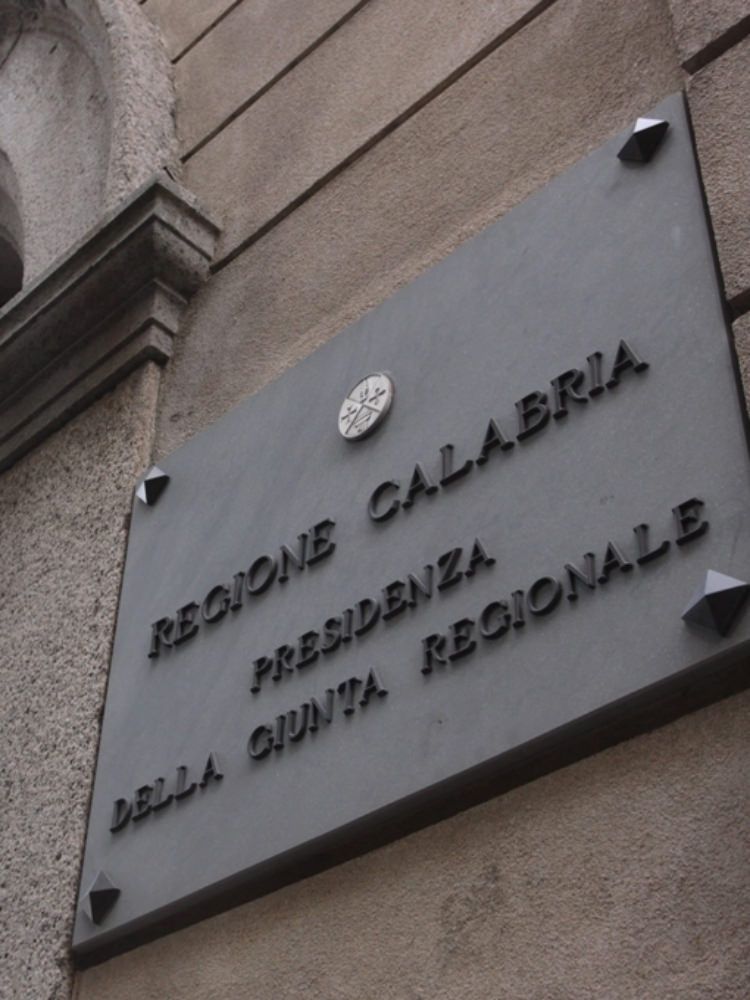 REGIONE CALABRIA
PRESIDENZA
DELLA GIUNTA REGIONALE